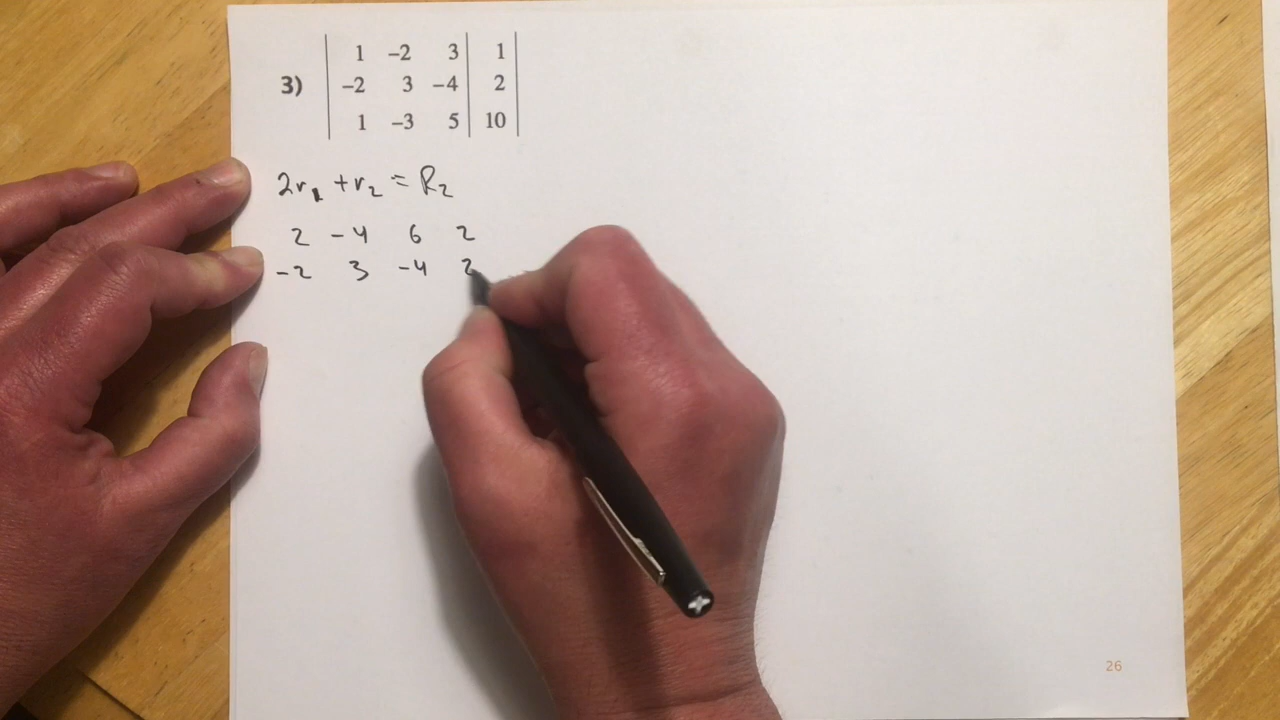 1 -2 3 1
3) -2 3 -4 2
1 -3 5 10
2r₁ + r₂ = R₂
2 -4 6 2
-2 3 -4 2
26